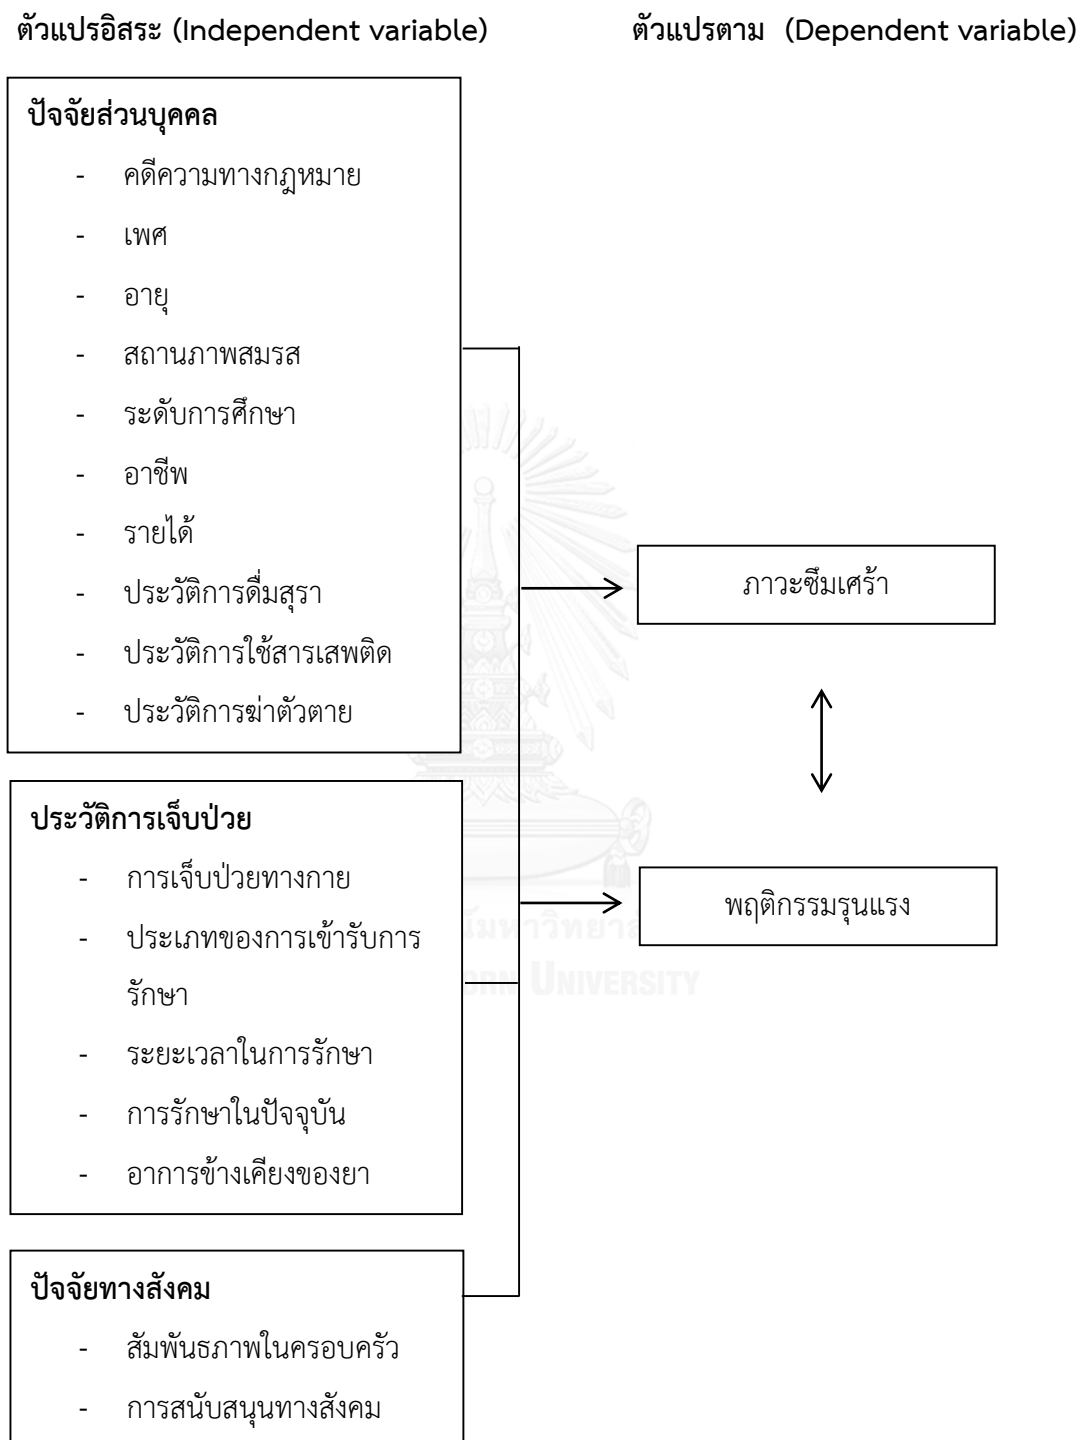 ตัวแปรอิสระ (Independent variable)
ตัวแปรตาม (Dependent variable)
ปัจจัยส่วนบุคคล
- คดีความทางกฎหมาย
- เพศ
- อายุ
- สถานภาพสมรส
- ระดับการศึกษา
- อาชีพ
- รายได้
- ประวัติการดื่มสุรา
- ประวัติการใช้สารเสพติด
- ประวัติการฆ่าตัวตาย
ประวัติการเจ็บป่วย
- การเจ็บป่วยทางกาย
- ประเภทของการเข้ารับการ
รักษา
- ระยะเวลาในการรักษา
- การรักษาในปัจจุบัน
- อาการข้างเคียงของยา
ปัจจัยทางสังคม
- สัมพันธภาพในครอบครัว
- การสนับสนุนทางสังคม
ภาวะซึมเศร้า
พฤติกรรมรุนแรง
UNIVERSITY